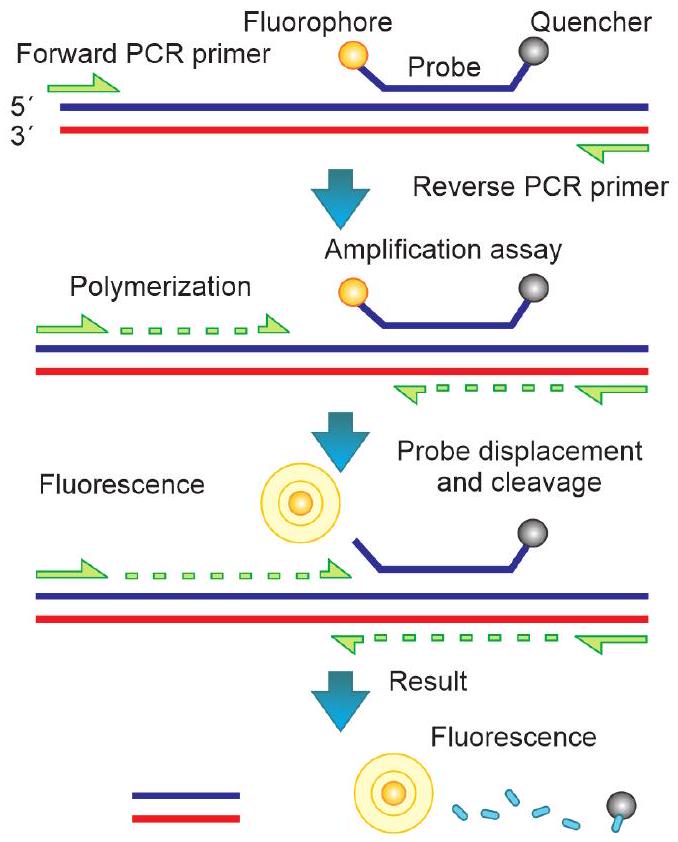 Fluorophore
Quencher
Forward PCR primer
Probe
5´
3´
Reverse PCR primer
Amplification assay
Polymerization
Probe displacement
and cleavage
Fluorescence
Result
Fluorescence